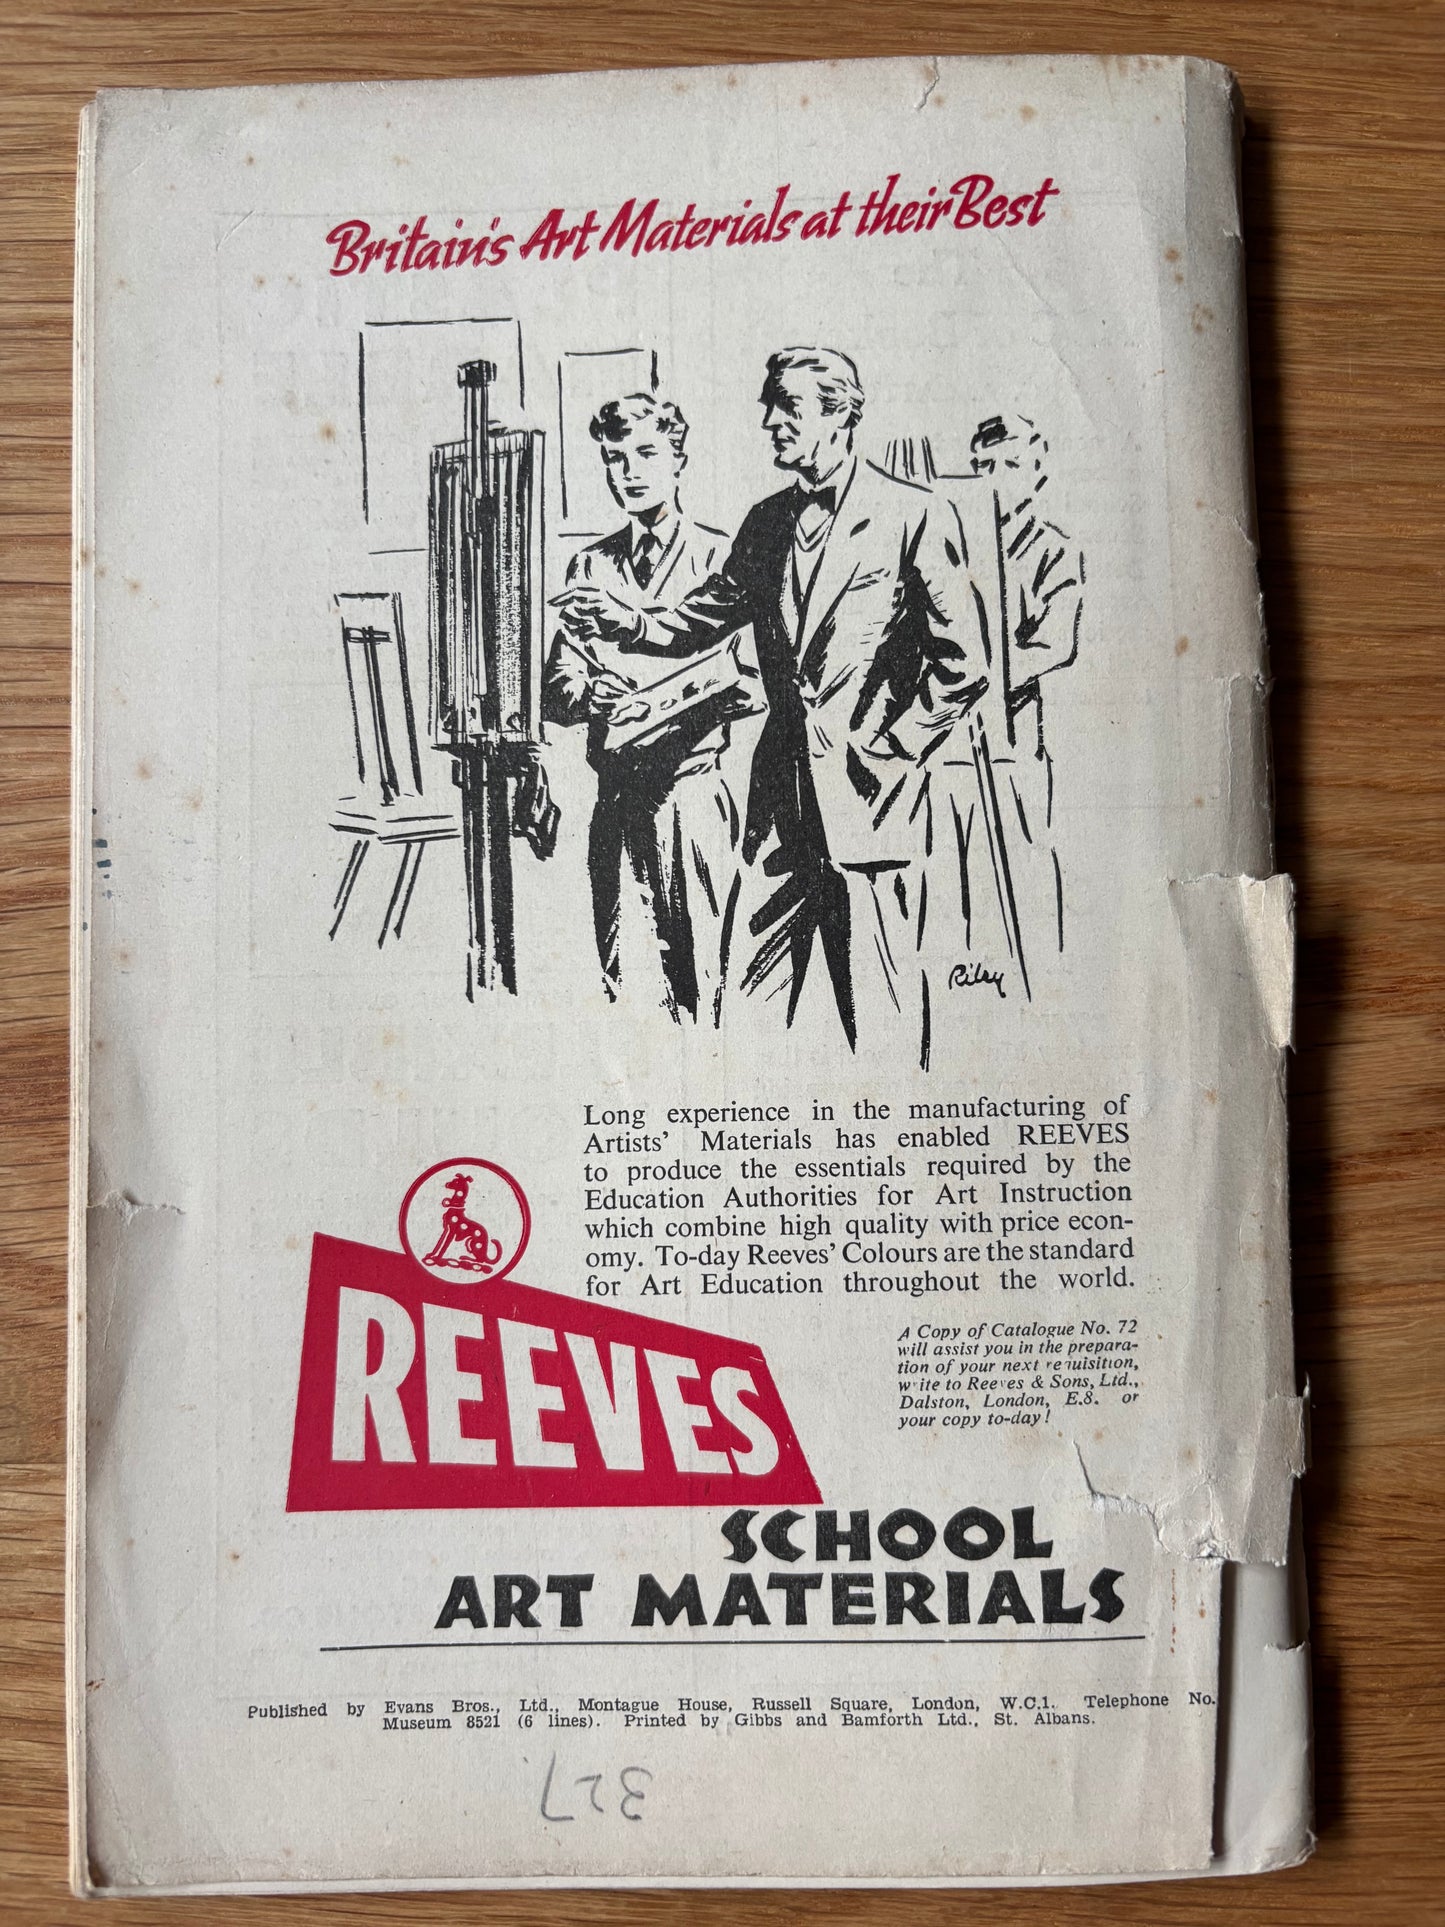 Britain's Art Materials at their Best
Riley
Long experience in the manufacturing of
Artists' Materials has enabled REEVES
to produce the essentials required by the
Education Authorities for Art Instruction
which combine high quality with price econ-
omy. To-day Reeves' Colours are the standard
for Art Education throughout the world.
REEVES
A Copy of Catalogue No. 72
will assist you in the prepara-
tion of your next requisition,
write to Reeves & Sons, Ltd.,
Dalston, London, E.8. or
your copy to-day!
SCHOOL
ART MATERIALS
Published by Evans Bros., Ltd., Montague House, Russell Square, London, W.C.1. Telephone No.
Museum 8521 (6 lines). Printed by Gibbs and Bamforth Ltd., St. Albans.
327